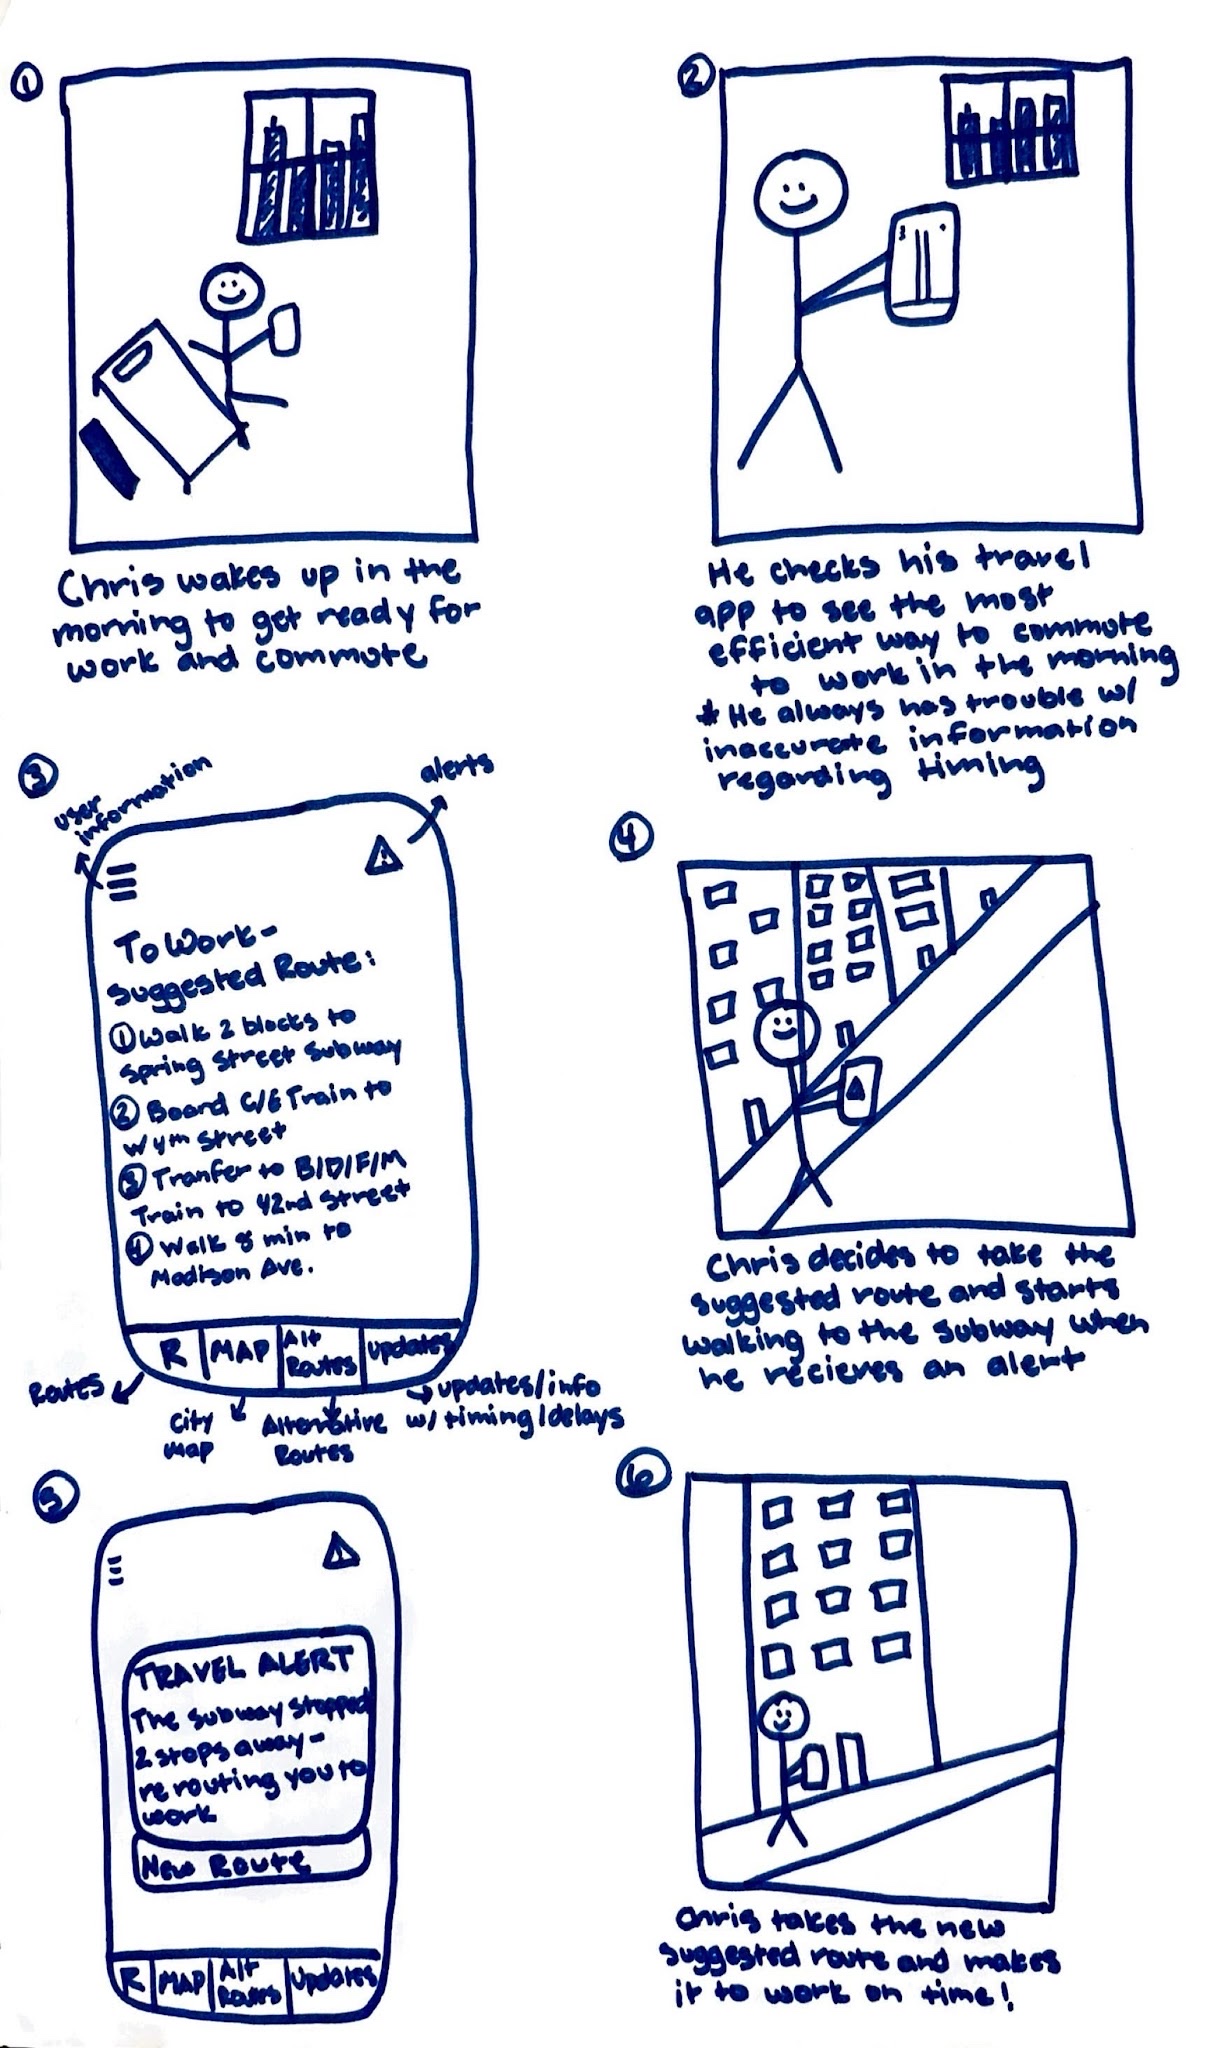 1
Chris wakes up in the
morning to get ready for
work and commute
2
He checks his travel
app to see the most
efficient way to commute
to work in the morning
* He always has trouble w/
inaccurate information
regarding timing
3
user
information
alerts
To Work-
Suggested Route:
① Walk 2 blocks to
Spring Street Subway
② Board C/E Train to
W 4th Street
③ Tranfer to B/D/F/M
Train to 42nd Street
④ Walk 8 min to
Madison Ave.
R MAP Alt Routes Updates
Routes
City
Map
Alternative
Routes
updates/info
w/ timing/delays
4
Chris decides to take the
suggested route and starts
walking to the subway when
he recieves an alert
5
TRAVEL ALERT
The subway stopped
2 stops away-
rerouting you to
work
New Route
R MAP Alt Routes Updates
6
Chris takes the new
suggested route and makes
it to work on time!